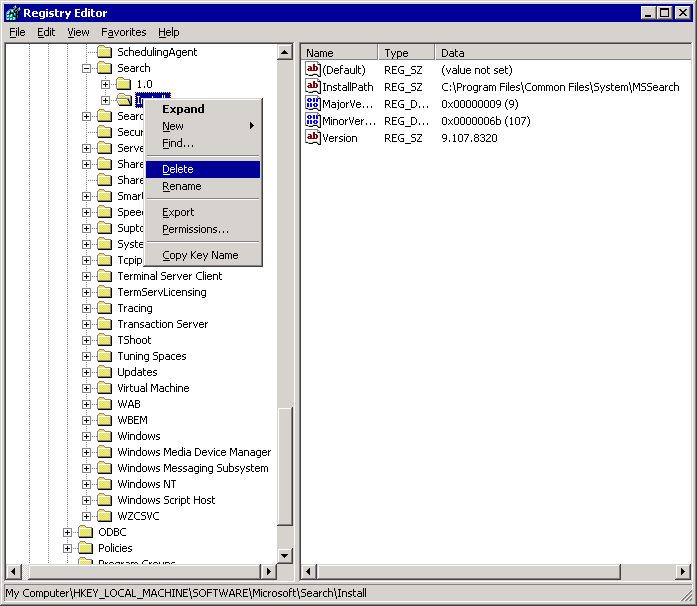 Registry Editor
File Edit View Favorites Help
SchedulingAgent
Search
1.0
Searc
Secur
Serve
Share
Share
Smart
Speec
Supto
Syste
Tcpip
Terminal Server Client
TermServLicensing
Tracing
Transaction Server
TShoot
Tuning Spaces
Updates
Virtual Machine
WAB
WBEM
Windows
Windows Media Device Manager
Windows Messaging Subsystem
Windows NT
Windows Script Host
WZCSVC
ODBC
Policies
Program Groups
Expand
New
Find...
Delete
Rename
Export
Permissions...
Copy Key Name
Name Type Data
(Default) REG_SZ (value not set)
InstallPath REG_SZ C:\Program Files\Common Files\System\MSSearch
MajorVe... REG_D... 0x00000009 (9)
MinorVer... REG_D... 0x0000006b (107)
Version REG_SZ 9.107.8320
My Computer\HKEY_LOCAL_MACHINE\SOFTWARE\Microsoft\Search\Install